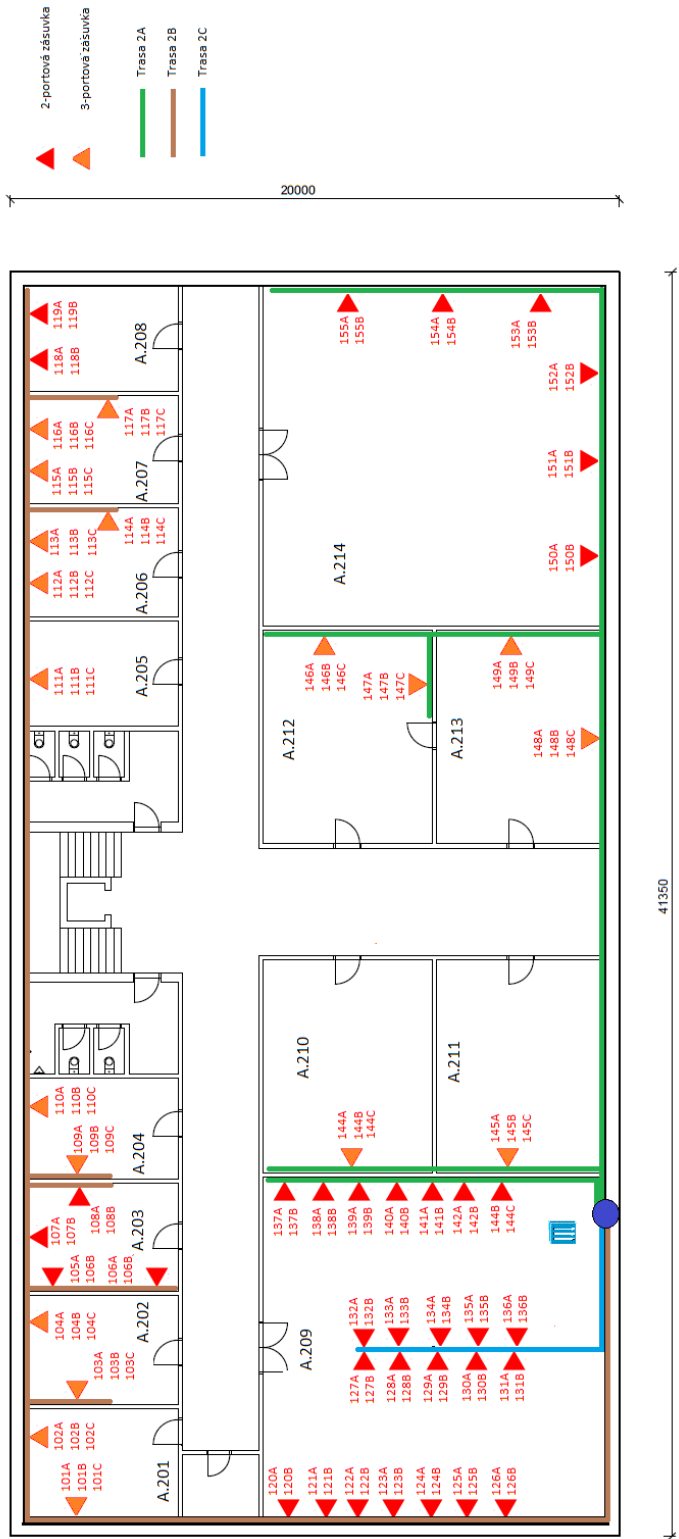 2-portová zásuvka
3-portová zásuvka
Trasa 2A
Trasa 2B
Trasa 2C
20000
41350
119A
119B
118A
118B
A.208
116A
116B
116C
115A
115B
115C
117A
117B
117C
A.207
113A
113B
113C
112A
112B
112C
114A
114B
114C
A.206
111A
111B
111C
A.205
110A
110B
110C
109A
109B
109C
A.204
107A
107B
108A
108B
105A
106B
106A
106B
A.203
104A
104B
104C
103A
103B
103C
A.202
102A
102B
102C
101A
101B
101C
A.201
155A
155B
154A
154B
153A
153B
152A
152B
151A
151B
150A
150B
A.214
146A
146B
146C
147A
147B
147C
A.212
149A
149B
149C
148A
148B
148C
A.213
A.210
144A
144B
144C
A.211
145A
145B
145C
137A
137B
138A
138B
139A
139B
140A
140B
141A
141B
142A
142B
144B
144C
132A
132B
133A
133B
134A
134B
135A
135B
136A
136B
127A
127B
128A
128B
129A
129B
130A
130B
131A
131B
A.209
120A
120B
121A
121B
122A
122B
123A
123B
124A
124B
125A
125B
126A
126B